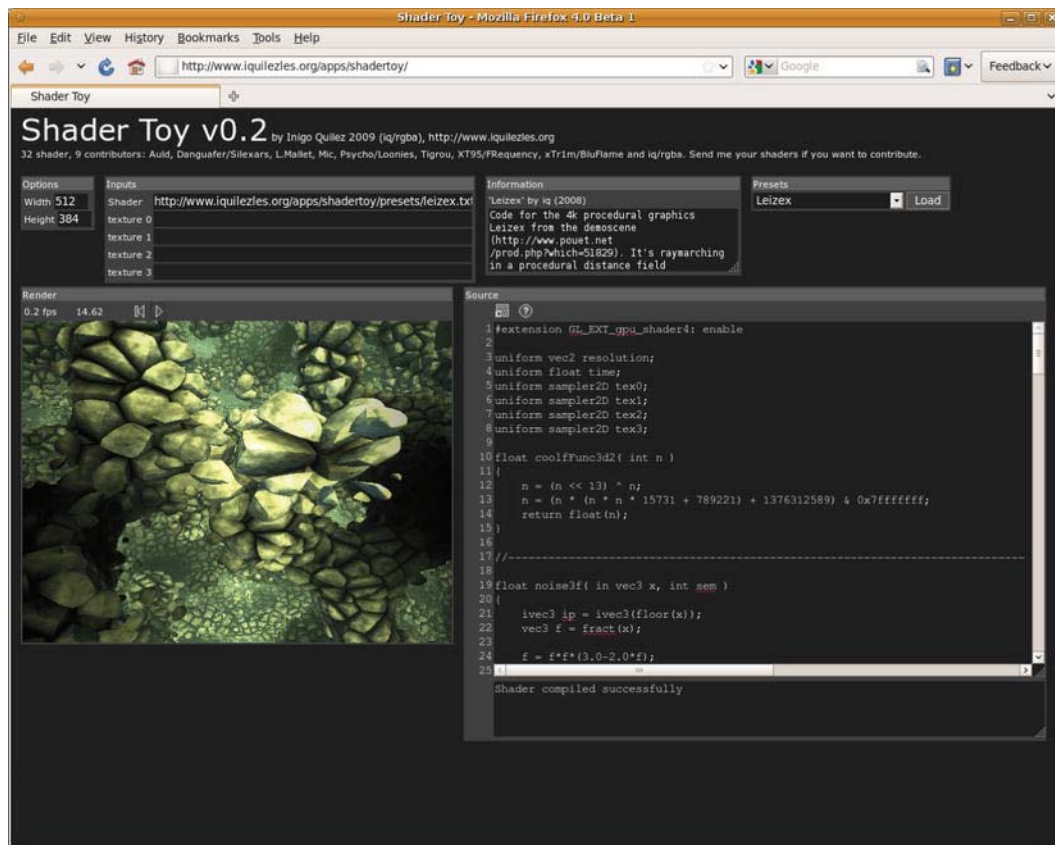 Shader Toy - Mozilla Firefox 4.0 Beta 1
File Edit View History Bookmarks Tools Help
http://www.iquilezles.org/apps/shadertoy/
Google
Feedback
Shader Toy
Shader Toy v0.2 by Inigo Quilez 2009 (iq/rgba), http://www.iquilezles.org
32 shader, 9 contributors: Auld, Danguafer/Silexars, L.Mallet, Mic, Psycho/Loonies, Tigrou, XT95/FRequency, xTr1m/BluFlame and iq/rgba. Send me your shaders if you want to contribute.
Options
Width 512
Height 384
Inputs
Shader http://www.iquilezles.org/apps/shadertoy/presets/leizex.txt
texture 0
texture 1
texture 2
texture 3
Information
'Leizex' by iq (2008)
Code for the 4k procedural graphics
Leizex from the demoscene
(http://www.pouet.net
/prod.php?which=51829). It's raymarching
in a procedural distance field
Presets
Leizex Load
Render
0.2 fps 14.62
Source
1 #extension GL_EXT_gpu_shader4: enable
2
3 uniform vec2 resolution;
4 uniform float time;
5 uniform sampler2D tex0;
6 uniform sampler2D tex1;
7 uniform sampler2D tex2;
8 uniform sampler2D tex3;
9
10 float coolfFunc3d2( int n )
11 {
12 n = (n << 13) ^ n;
13 n = (n * (n * n * 15731 + 789221) + 1376312589) & 0x7fffffff;
14 return float(n);
15 }
16
17 //------------------------------------------------------------------------------
18
19 float noise3f( in vec3 x, int sem )
20 {
21 ivec3 ip = ivec3(floor(x));
22 vec3 f = fract(x);
23
24 f = f*f*(3.0-2.0*f);
25
Shader compiled successfully